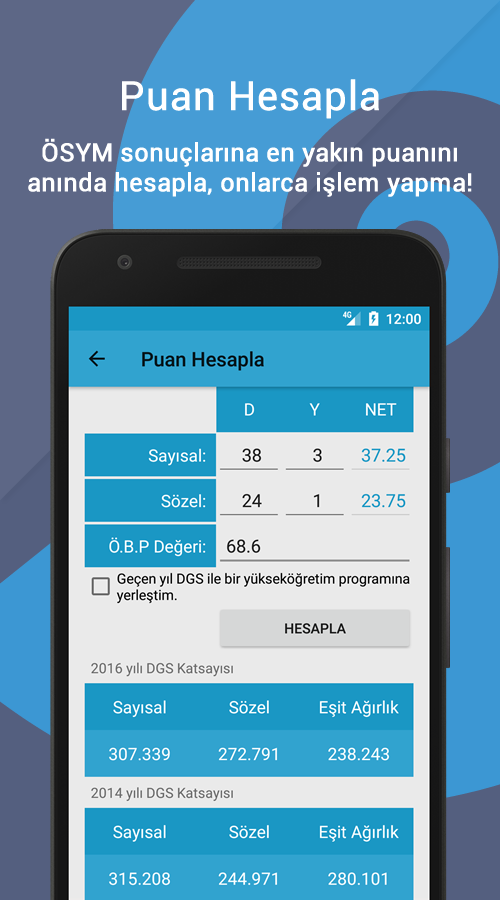 Puan Hesapla
ÖSYM sonuçlarına en yakın puanını
anında hesapla, onlarca işlem yapma!
4G 12:00
Puan Hesapla
D Y NET
Sayısal: 38 3 37.25
Sözel: 24 1 23.75
Ö.B.P Değeri: 68.6
Geçen yıl DGS ile bir yükseköğretim programına
yerleştim.
HESAPLA
2016 yılı DGS Katsayısı
Sayısal Sözel Eşit Ağırlık
307.339 272.791 238.243
2014 yılı DGS Katsayısı
Sayısal Sözel Eşit Ağırlık
315.208 244.971 280.101